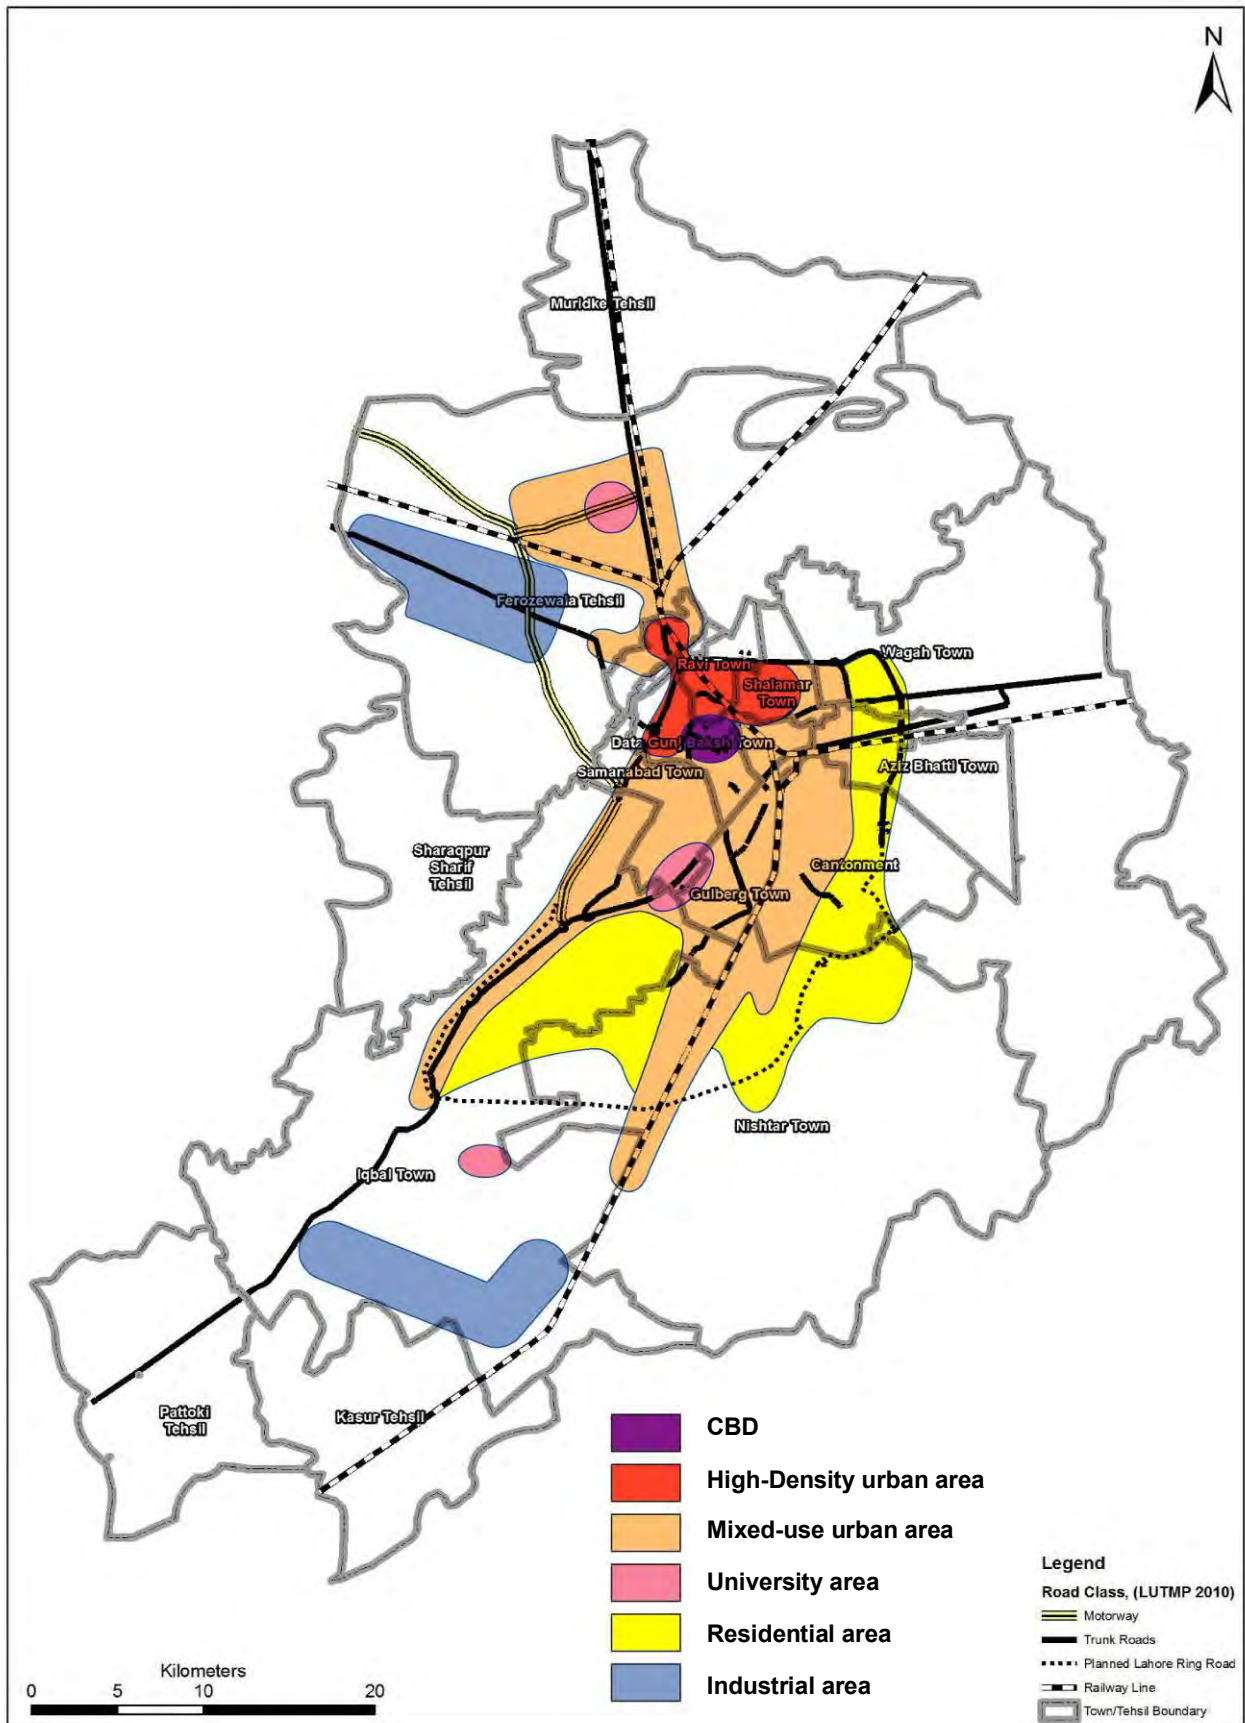 N
Muridke Tehsil
Ferozewala Tehsil
Wagah Town
Ravi Town
Shalamar
Town
Data Gunj Baksh Town
Samanabad Town
Aziz Bhatti Town
Sharaqpur
Sharif
Tehsil
Cantonment
Gulberg Town
Nishtar Town
Iqbal Town
Pattoki
Tehsil
Kasur Tehsil
CBD
High-Density urban area
Mixed-use urban area
University area
Residential area
Industrial area
Legend
Road Class, (LUTMP 2010)
Motorway
Trunk Roads
Planned Lahore Ring Road
Railway Line
Town/Tehsil Boundary
Kilometers
0 5 10 20